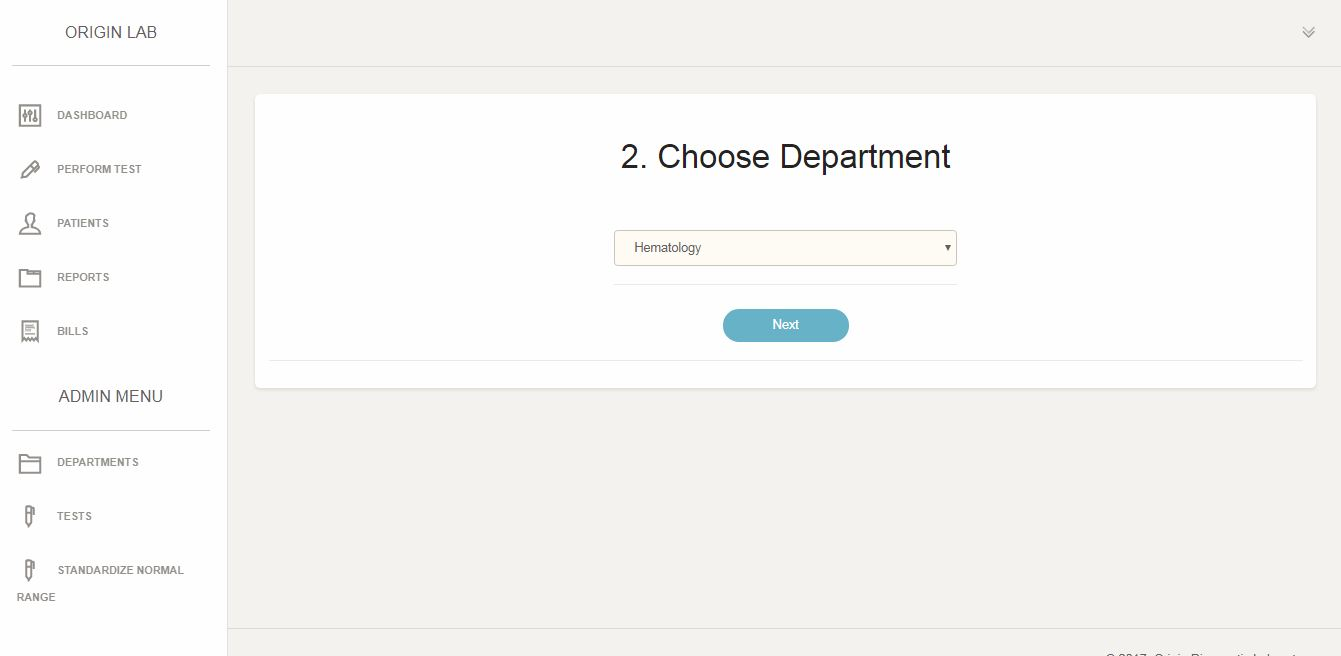 ORIGIN LAB
DASHBOARD
PERFORM TEST
PATIENTS
REPORTS
BILLS
ADMIN MENU
DEPARTMENTS
TESTS
STANDARDIZE NORMAL
RANGE
2. Choose Department
Hematology
Next